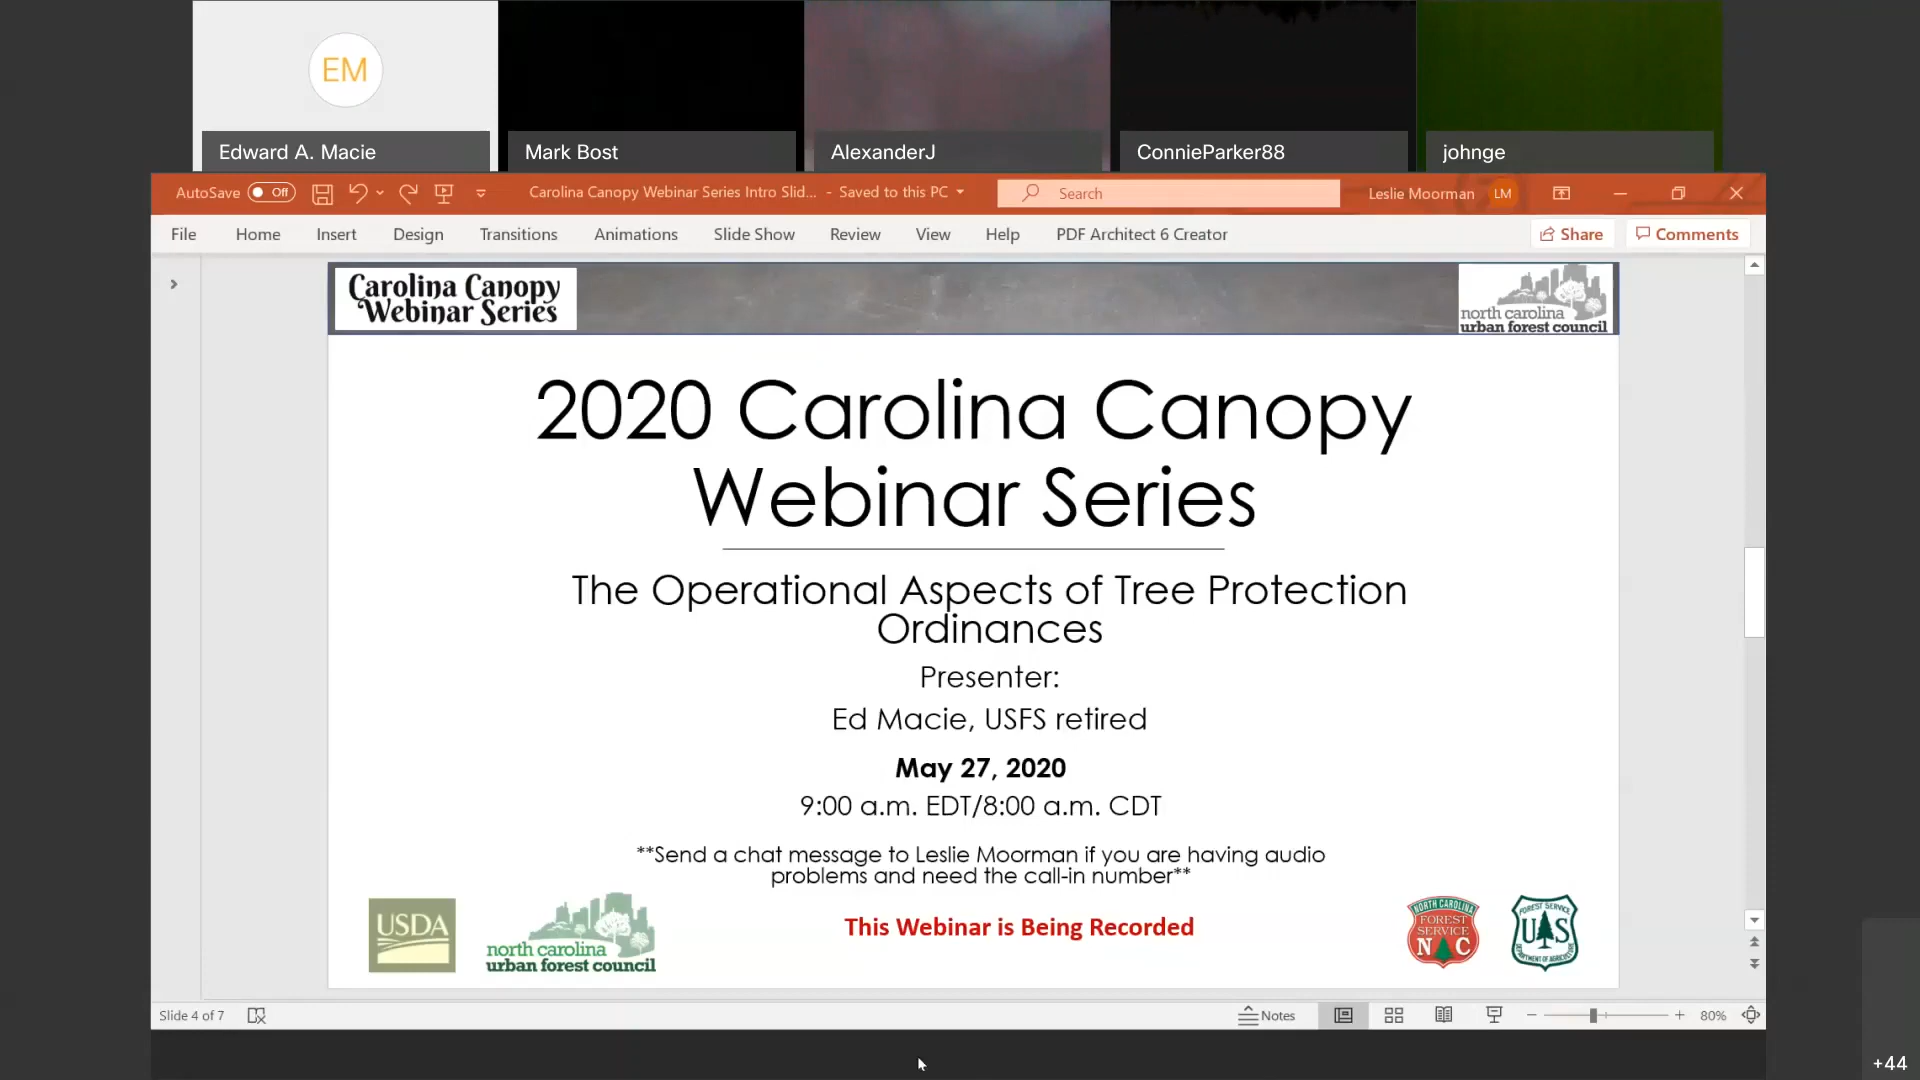 EM
Edward A. Macie
Mark Bost
AlexanderJ
ConnieParker88
johnge
AutoSave Off
Carolina Canopy Webinar Series Intro Slid... - Saved to this PC
Search
Leslie Moorman LM
File Home Insert Design Transitions Animations Slide Show Review View Help PDF Architect 6 Creator Share Comments
Carolina Canopy
Webinar Series
north carolina
urban forest council
2020 Carolina Canopy
Webinar Series
The Operational Aspects of Tree Protection
Ordinances
Presenter:
Ed Macie, USFS retired
May 27, 2020
9:00 a.m. EDT/8:00 a.m. CDT
**Send a chat message to Leslie Moorman if you are having audio
problems and need the call-in number**
This Webinar is Being Recorded
USDA
north carolina
urban forest council
NORTH CAROLINA
FOREST
SERVICE
N C
FOREST SERVICE
U S
DEPARTMENT OF AGRICULTURE
Slide 4 of 7
Notes
80%
+44